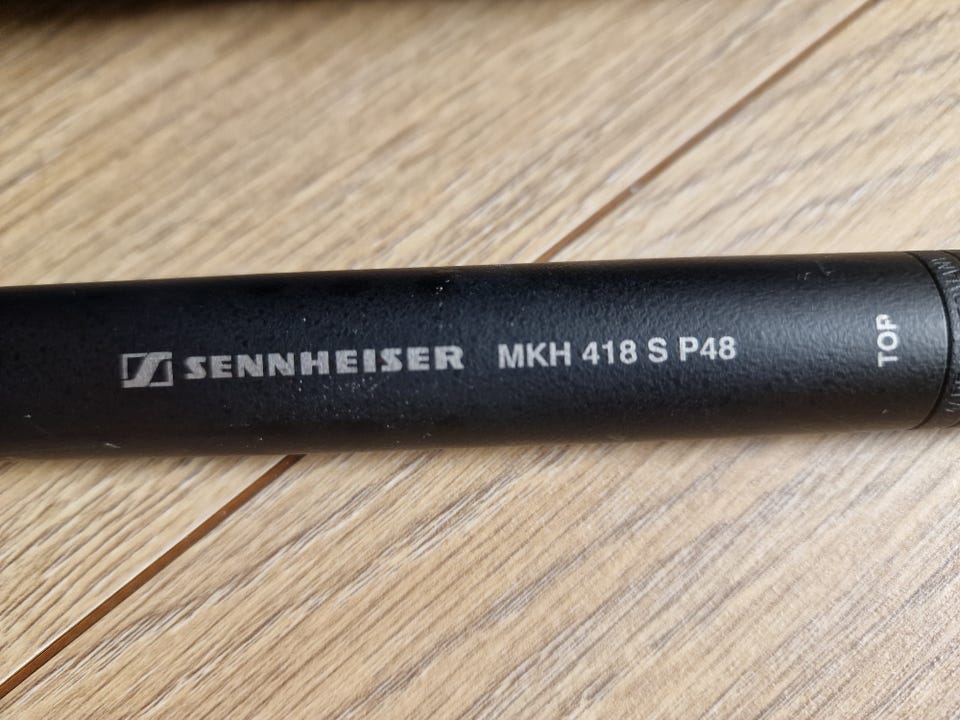 SENNHEISER MKH 418 S P48
TOP